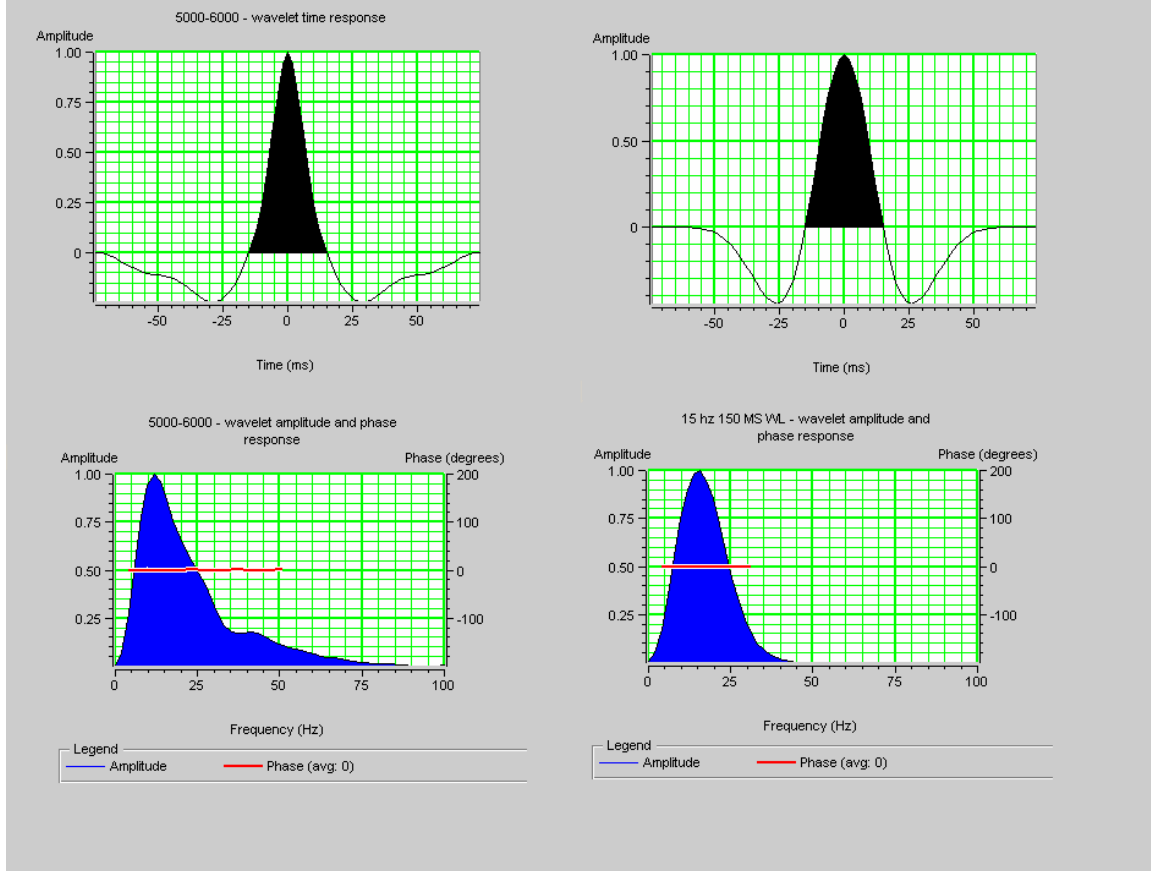 5000-6000 - wavelet time response
Amplitude
1.00
0.75
0.50
0.25
0
-50 -25 0 25 50
Time (ms)
Amplitude
1.00
0.50
0
-50 -25 0 25 50
Time (ms)
5000-6000 - wavelet amplitude and phase
response
Amplitude Phase (degrees)
1.00 200
0.75 100
0.50 0
0.25 -100
0 25 50 75 100
Frequency (Hz)
Legend
Amplitude Phase (avg: 0)
15 hz 150 MS WL - wavelet amplitude and
phase response
Amplitude Phase (degrees)
1.00 200
0.75 100
0.50 0
0.25 -100
0 25 50 75 100
Frequency (Hz)
Legend
Amplitude Phase (avg: 0)